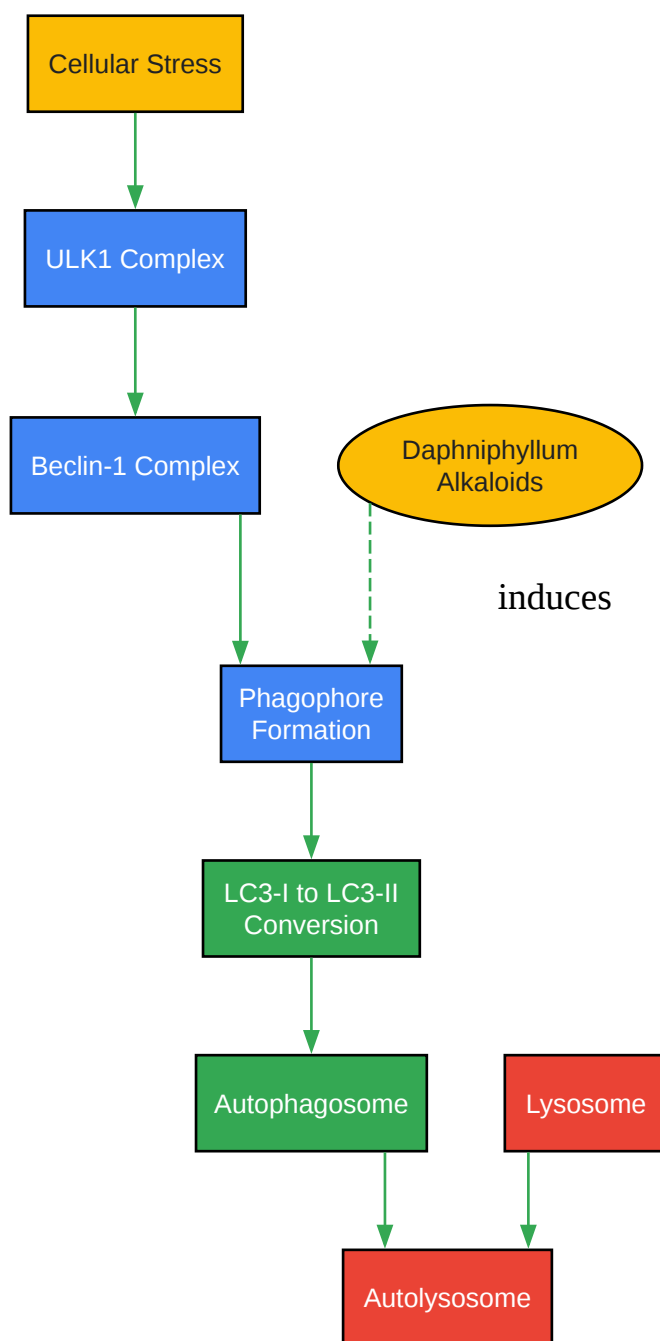 Cellular Stress
ULK1 Complex
Beclin-1 Complex
Daphniphyllum
Alkaloids
induces
Phagophore
Formation
LC3-I to LC3-II
Conversion
Autophagosome
Lysosome
Autolysosome